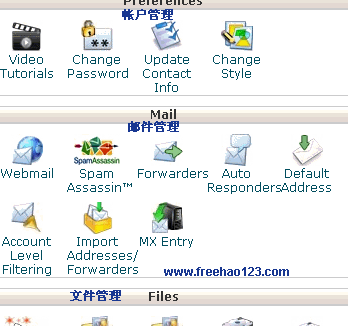 Preferences
帐户管理
Video Tutorials
Change Password
Update Contact Info
Change Style
Mail
邮件管理
Webmail
Spam Assassin™
Forwarders
Auto Responders
Default Address
SpamAssassin
Account Level Filtering
Import Addresses/ Forwarders
MX Entry
www.freehao123.com
文件管理
Files